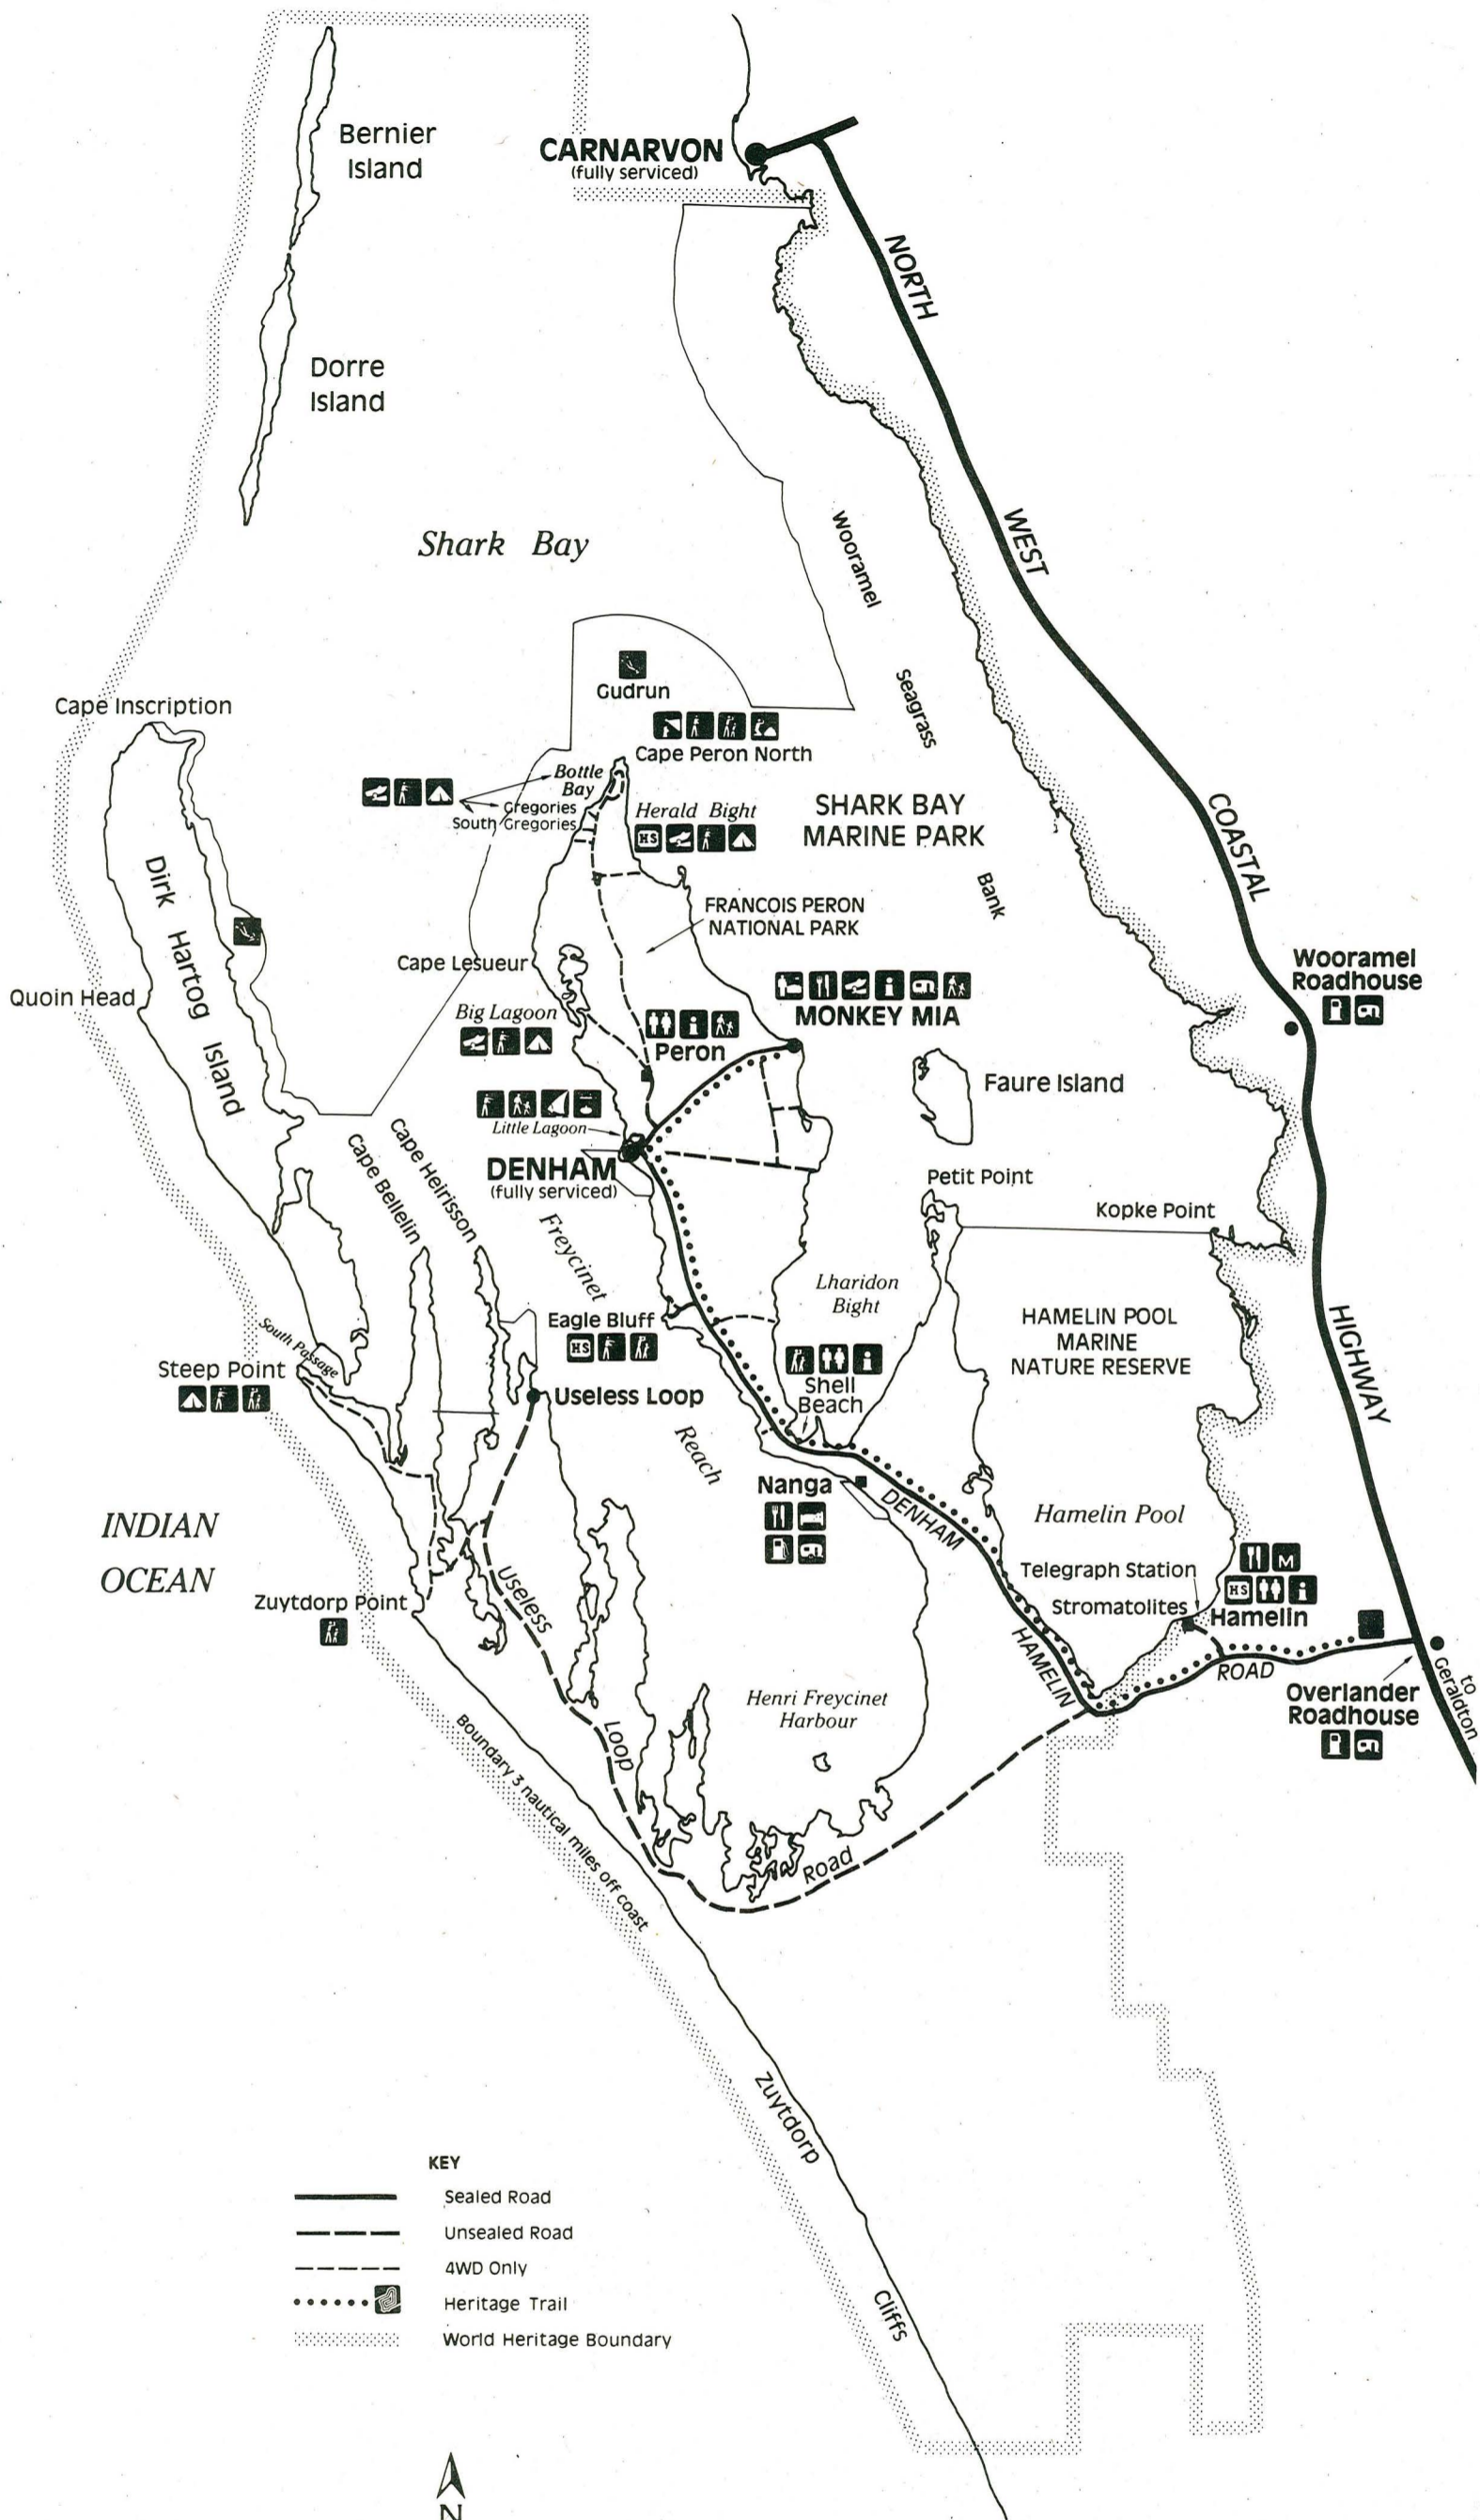 Bernier
Island
CARNARVON
(fully serviced)
NORTH
Dorre
Island
WEST
Shark Bay
Wooramel
Seagrass
Bank
Gudrun
Cape Inscription
Cape Peron North
Bottle
Bay
Gregories
South Gregories
Herald Bight
HS
SHARK BAY
MARINE PARK
COASTAL
Dirk
Hartog
Island
FRANCOIS PERON
NATIONAL PARK
Cape Lesueur
Quoin Head
Wooramel
Roadhouse
i
MONKEY MIA
Big Lagoon
i
Peron
Faure Island
Little Lagoon
DENHAM
(fully serviced)
Cape Heirisson
Cape Bellelin
Petit Point
Kopke Point
Freycinet
Lharidon
Bight
HAMELIN POOL
MARINE
NATURE RESERVE
HIGHWAY
Eagle Bluff
HS
South Passage
Steep Point
i
Shell
Beach
Useless Loop
Reach
Nanga
DENHAM
Hamelin Pool
INDIAN
OCEAN
M
Telegraph Station
HS i
Stromatolites
Hamelin
Useless
Zuytdorp Point
HAMELIN
ROAD
to
Geraldton
Overlander
Roadhouse
Henri Freycinet
Harbour
Loop
Boundary 3 nautical miles off coast
Road
Zuytdorp
Cliffs
KEY
Sealed Road
Unsealed Road
4WD Only
Heritage Trail
World Heritage Boundary
N